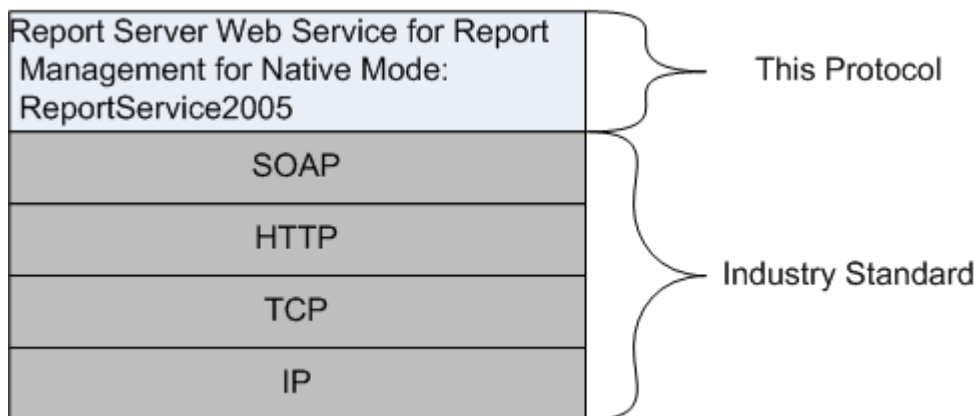 Report Server Web Service for Report
Management for Native Mode:
ReportService2005
This Protocol
SOAP
HTTP
TCP
IP
Industry Standard